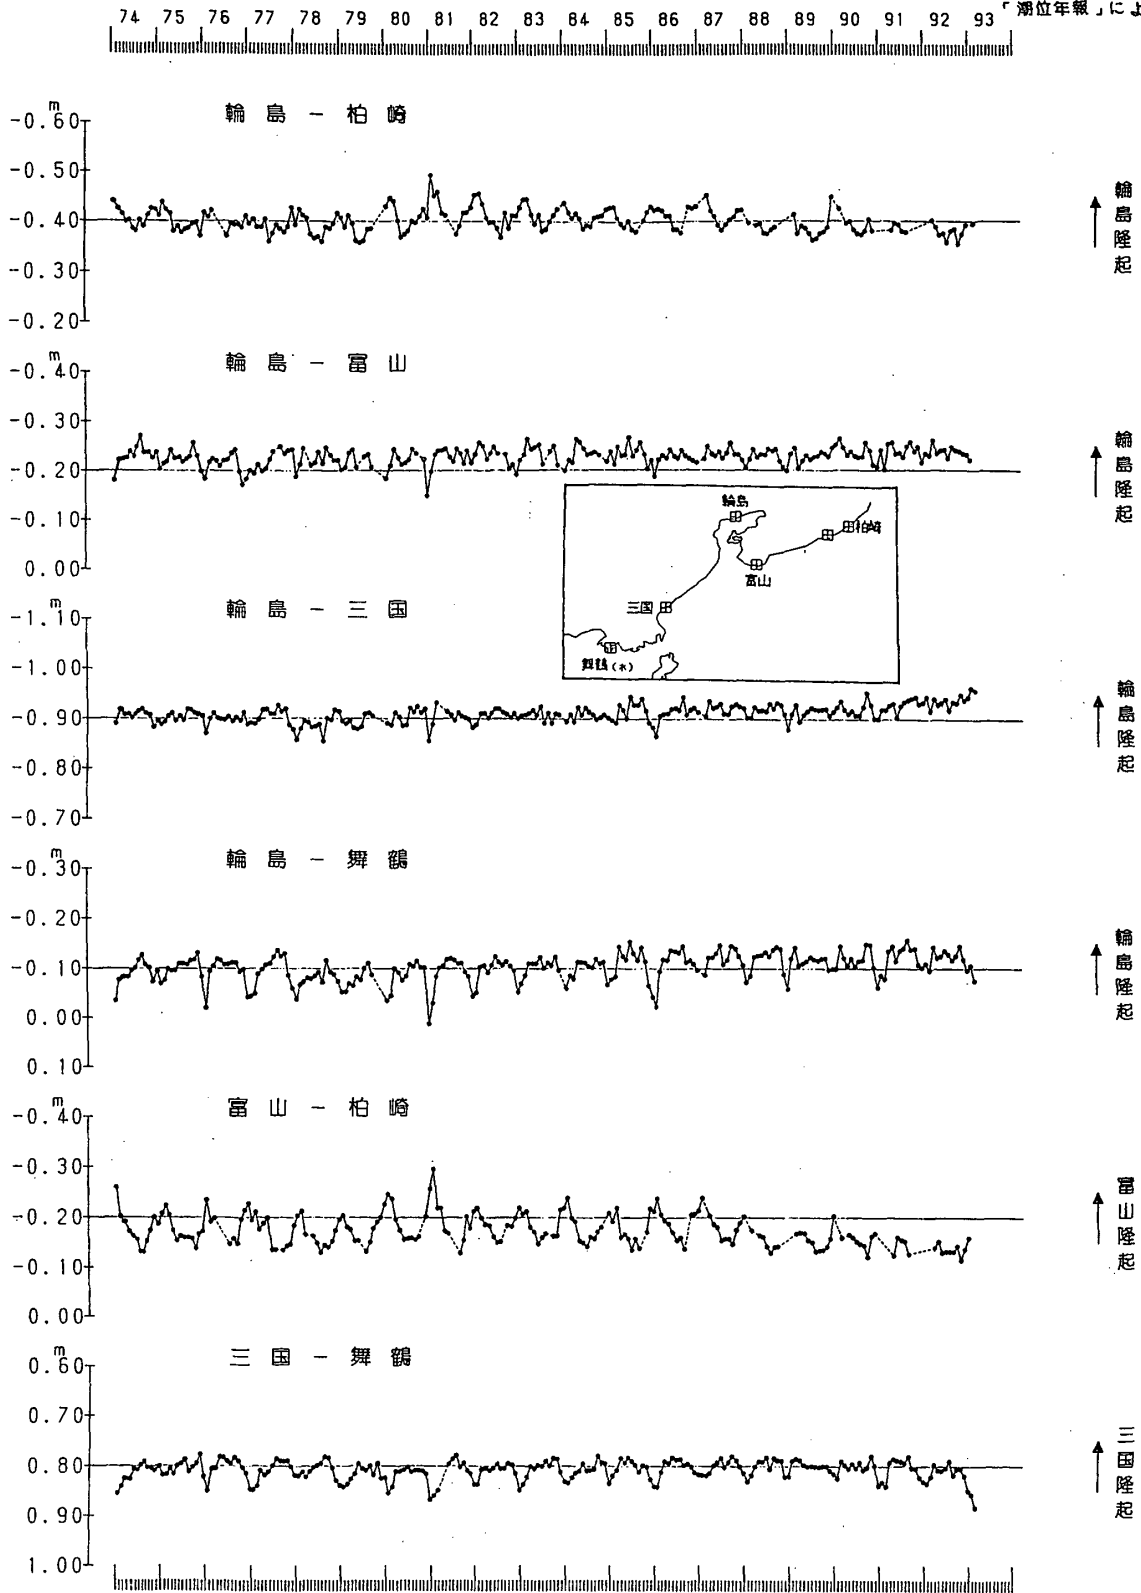 「潮位年報」によ
74 75 76 77 78 79 80 81 82 83 84 85 86 87 88 89 90 91 92 93
m
輪島－柏崎
-0.60
-0.50
-0.40
-0.30
-0.20
輪島隆起
m
輪島－富山
-0.40
-0.30
-0.20
-0.10
0.00
輪島隆起
輪島
柏崎
富山
三国
舞鶴(水)
m
輪島－三国
-1.10
-1.00
-0.90
-0.80
-0.70
輪島隆起
m
輪島－舞鶴
-0.30
-0.20
-0.10
0.00
0.10
輪島隆起
m
富山－柏崎
-0.40
-0.30
-0.20
-0.10
0.00
富山隆起
m
三国－舞鶴
0.60
0.70
0.80
0.90
1.00
三国隆起